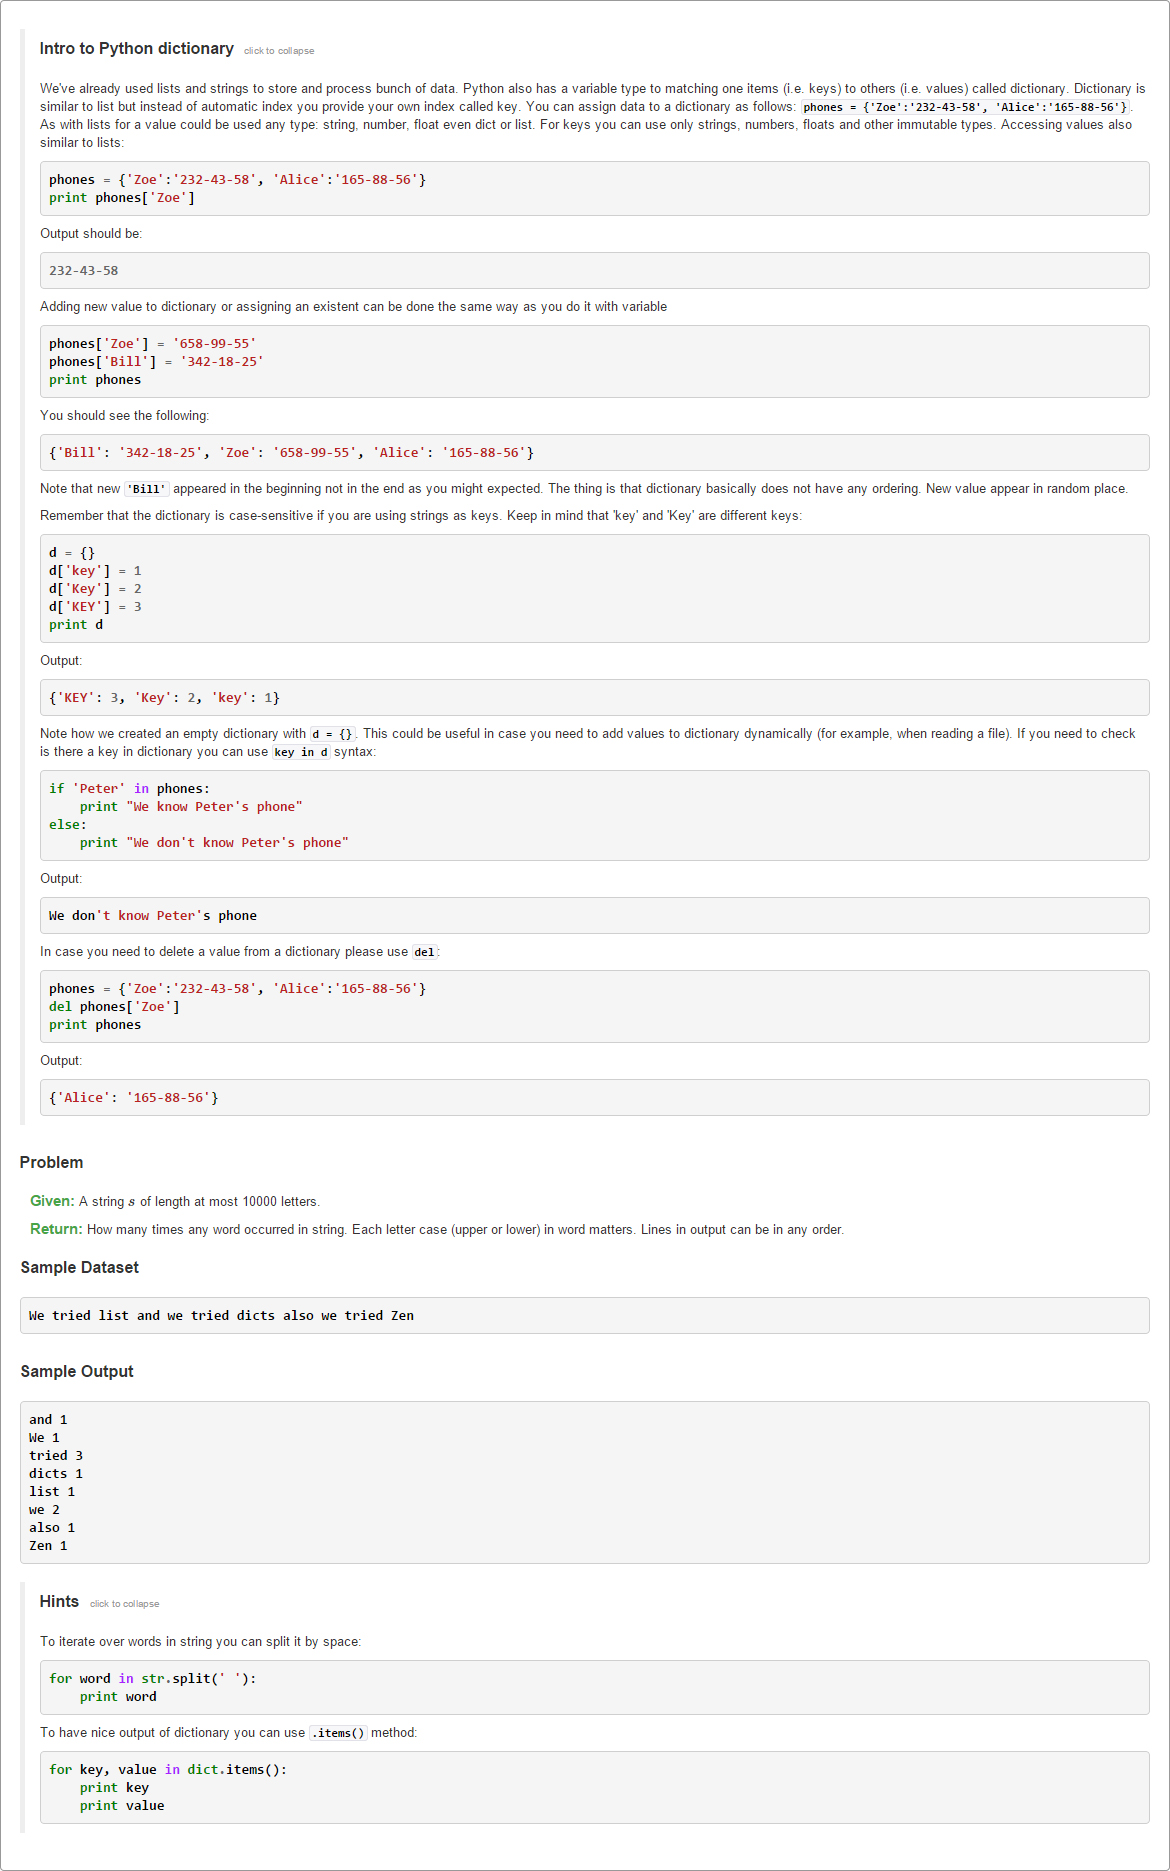 Intro to Python dictionary click to collapse
We've already used lists and strings to store and process bunch of data. Python also has a variable type to matching one items (i.e. keys) to others (i.e. values) called dictionary. Dictionary is
similar to list but instead of automatic index you provide your own index called key. You can assign data to a dictionary as follows: phones = {'Zoe':'232-43-58', 'Alice':'165-88-56'}.
As with lists for a value could be used any type: string, number, float even dict or list. For keys you can use only strings, numbers, floats and other immutable types. Accessing values also
similar to lists:
phones = {'Zoe':'232-43-58', 'Alice':'165-88-56'}
print phones['Zoe']
Output should be:
232-43-58
Adding new value to dictionary or assigning an existent can be done the same way as you do it with variable
phones['Zoe'] = '658-99-55'
phones['Bill'] = '342-18-25'
print phones
You should see the following:
{'Bill': '342-18-25', 'Zoe': '658-99-55', 'Alice': '165-88-56'}
Note that new 'Bill' appeared in the beginning not in the end as you might expected. The thing is that dictionary basically does not have any ordering. New value appear in random place.
Remember that the dictionary is case-sensitive if you are using strings as keys. Keep in mind that 'key' and 'Key' are different keys:
d = {}
d['key'] = 1
d['Key'] = 2
d['KEY'] = 3
print d
Output:
{'KEY': 3, 'Key': 2, 'key': 1}
Note how we created an empty dictionary with d = {}. This could be useful in case you need to add values to dictionary dynamically (for example, when reading a file). If you need to check
is there a key in dictionary you can use key in d syntax:
if 'Peter' in phones:
    print "We know Peter's phone"
else:
    print "We don't know Peter's phone"
Output:
We don't know Peter's phone
In case you need to delete a value from a dictionary please use del:
phones = {'Zoe':'232-43-58', 'Alice':'165-88-56'}
del phones['Zoe']
print phones
Output:
{'Alice': '165-88-56'}
Problem
Given: A string s of length at most 10000 letters.
Return: How many times any word occurred in string. Each letter case (upper or lower) in word matters. Lines in output can be in any order.
Sample Dataset
We tried list and we tried dicts also we tried Zen
Sample Output
and 1
We 1
tried 3
dicts 1
list 1
we 2
also 1
Zen 1
Hints click to collapse
To iterate over words in string you can split it by space:
for word in str.split(' '):
    print word
To have nice output of dictionary you can use .items() method:
for key, value in dict.items():
    print key
    print value